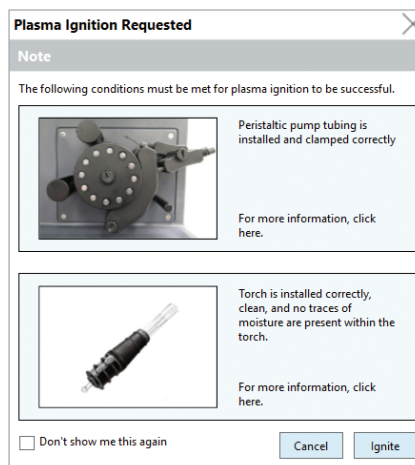 Plasma Ignition Requested
Note
The following conditions must be met for plasma ignition to be successful.
Peristaltic pump tubing is
installed and clamped correctly
For more information, click
here.
Torch is installed correctly,
clean, and no traces of
moisture are present within the
torch.
For more information, click
here.
Don't show me this again
Cancel
Ignite